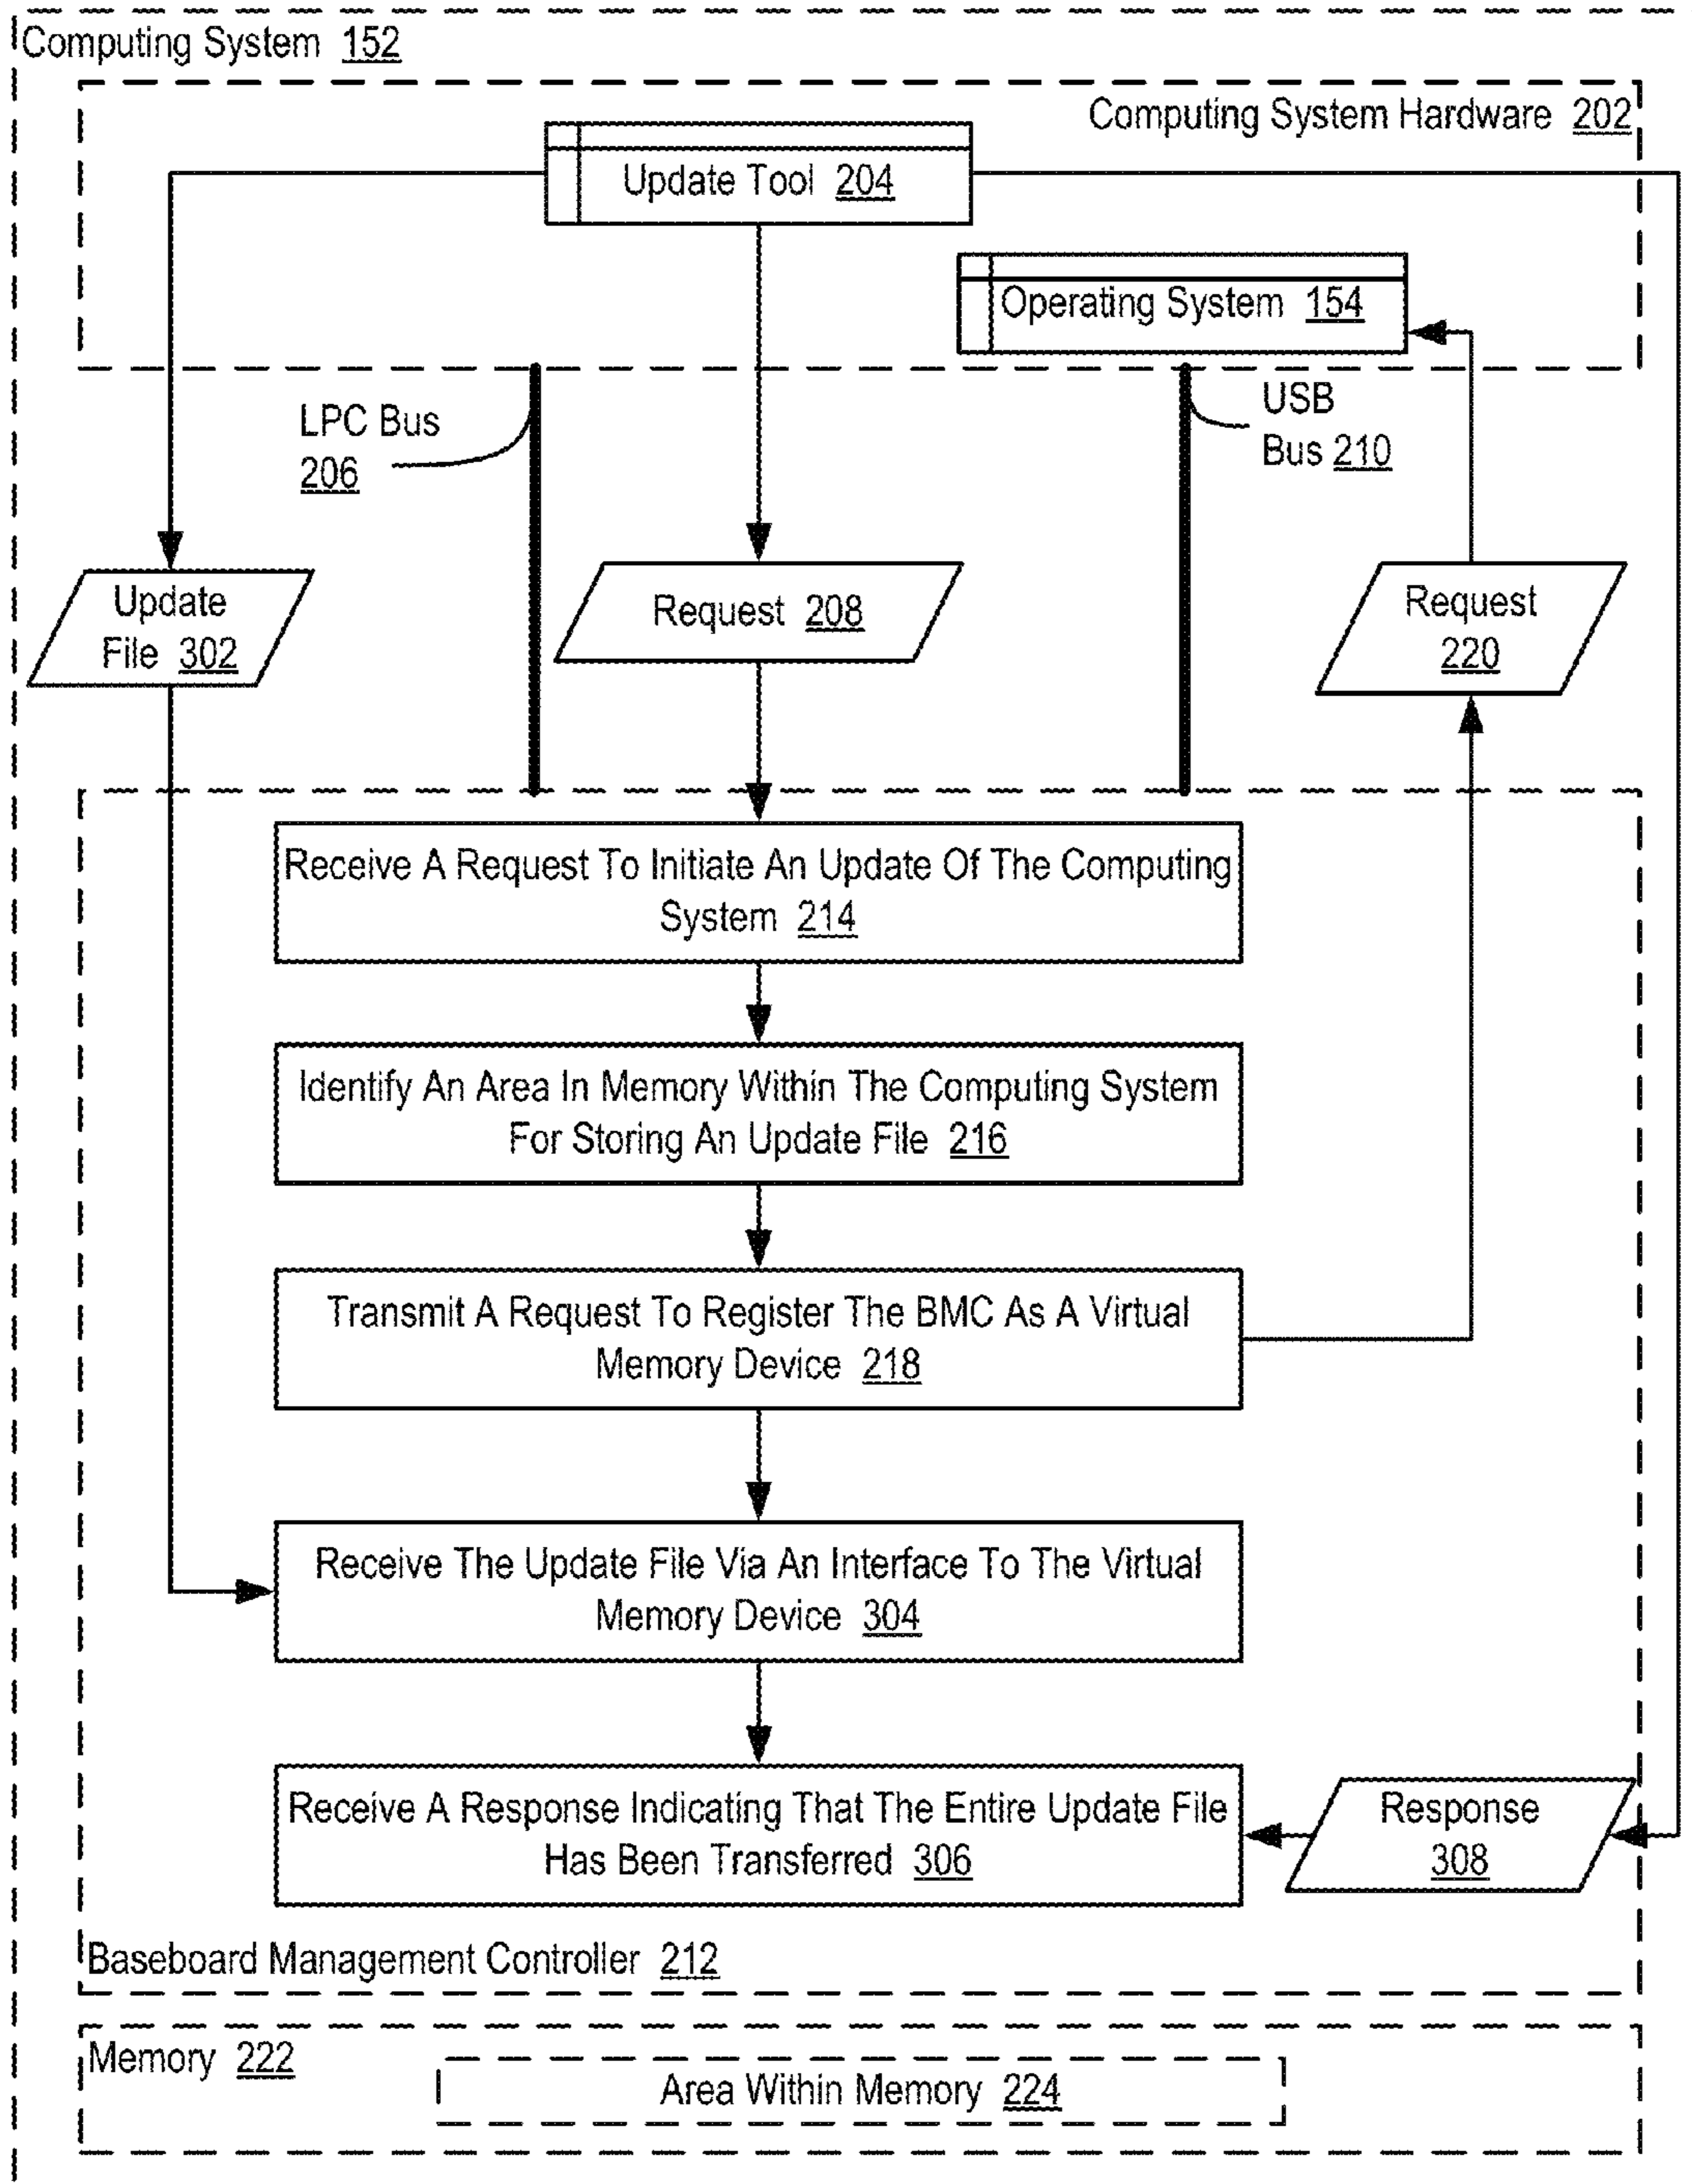 Computing System 152
Computing System Hardware 202
Update Tool 204
Operating System 154
LPC Bus
206
USB
Bus 210
Update
File 302
Request 208
Request
220
Receive A Request To Initiate An Update Of The Computing
System 214
Identify An Area In Memory Within The Computing System
For Storing An Update File 216
Transmit A Request To Register The BMC As A Virtual
Memory Device 218
Receive The Update File Via An Interface To The Virtual
Memory Device 304
Receive A Response Indicating That The Entire Update File
Has Been Transferred 306
Response
308
Baseboard Management Controller 212
Memory 222
Area Within Memory 224